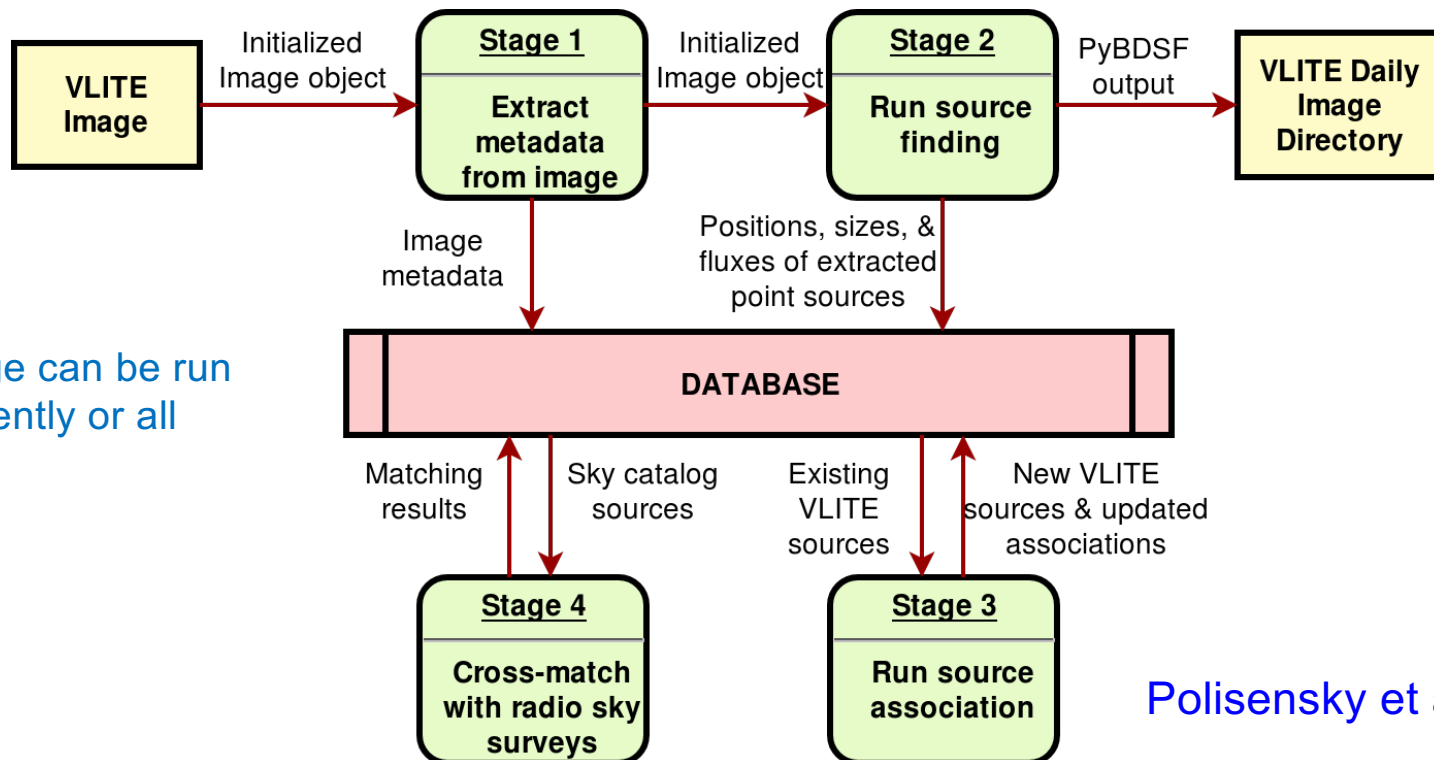 VLITE
Image
Initialized
Image object
Stage 1
Extract
metadata
from image
Initialized
Image object
Stage 2
Run source
finding
PyBDSF
output
VLITE Daily
Image
Directory
Image
metadata
Positions, sizes, &
fluxes of extracted
point sources
ge can be run
ently or all
DATABASE
Matching
results
Sky catalog
sources
Existing
VLITE
sources
New VLITE
sources & updated
associations
Stage 4
Cross-match
with radio sky
surveys
Stage 3
Run source
association
Polisensky et a